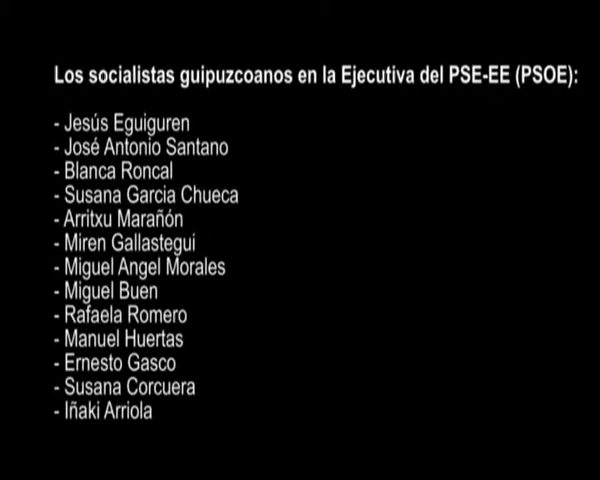 Los socialistas guipuzcoanos en la Ejecutiva del PSE-EE (PSOE):
- Jesús Eguiguren
- José Antonio Santano
- Blanca Roncal
- Susana Garcia Chueca
- Arritxu Marañón
- Miren Gallastegui
- Miguel Angel Morales
- Miguel Buen
- Rafaela Romero
- Manuel Huertas
- Ernesto Gasco
- Susana Corcuera
- Iñaki Arriola